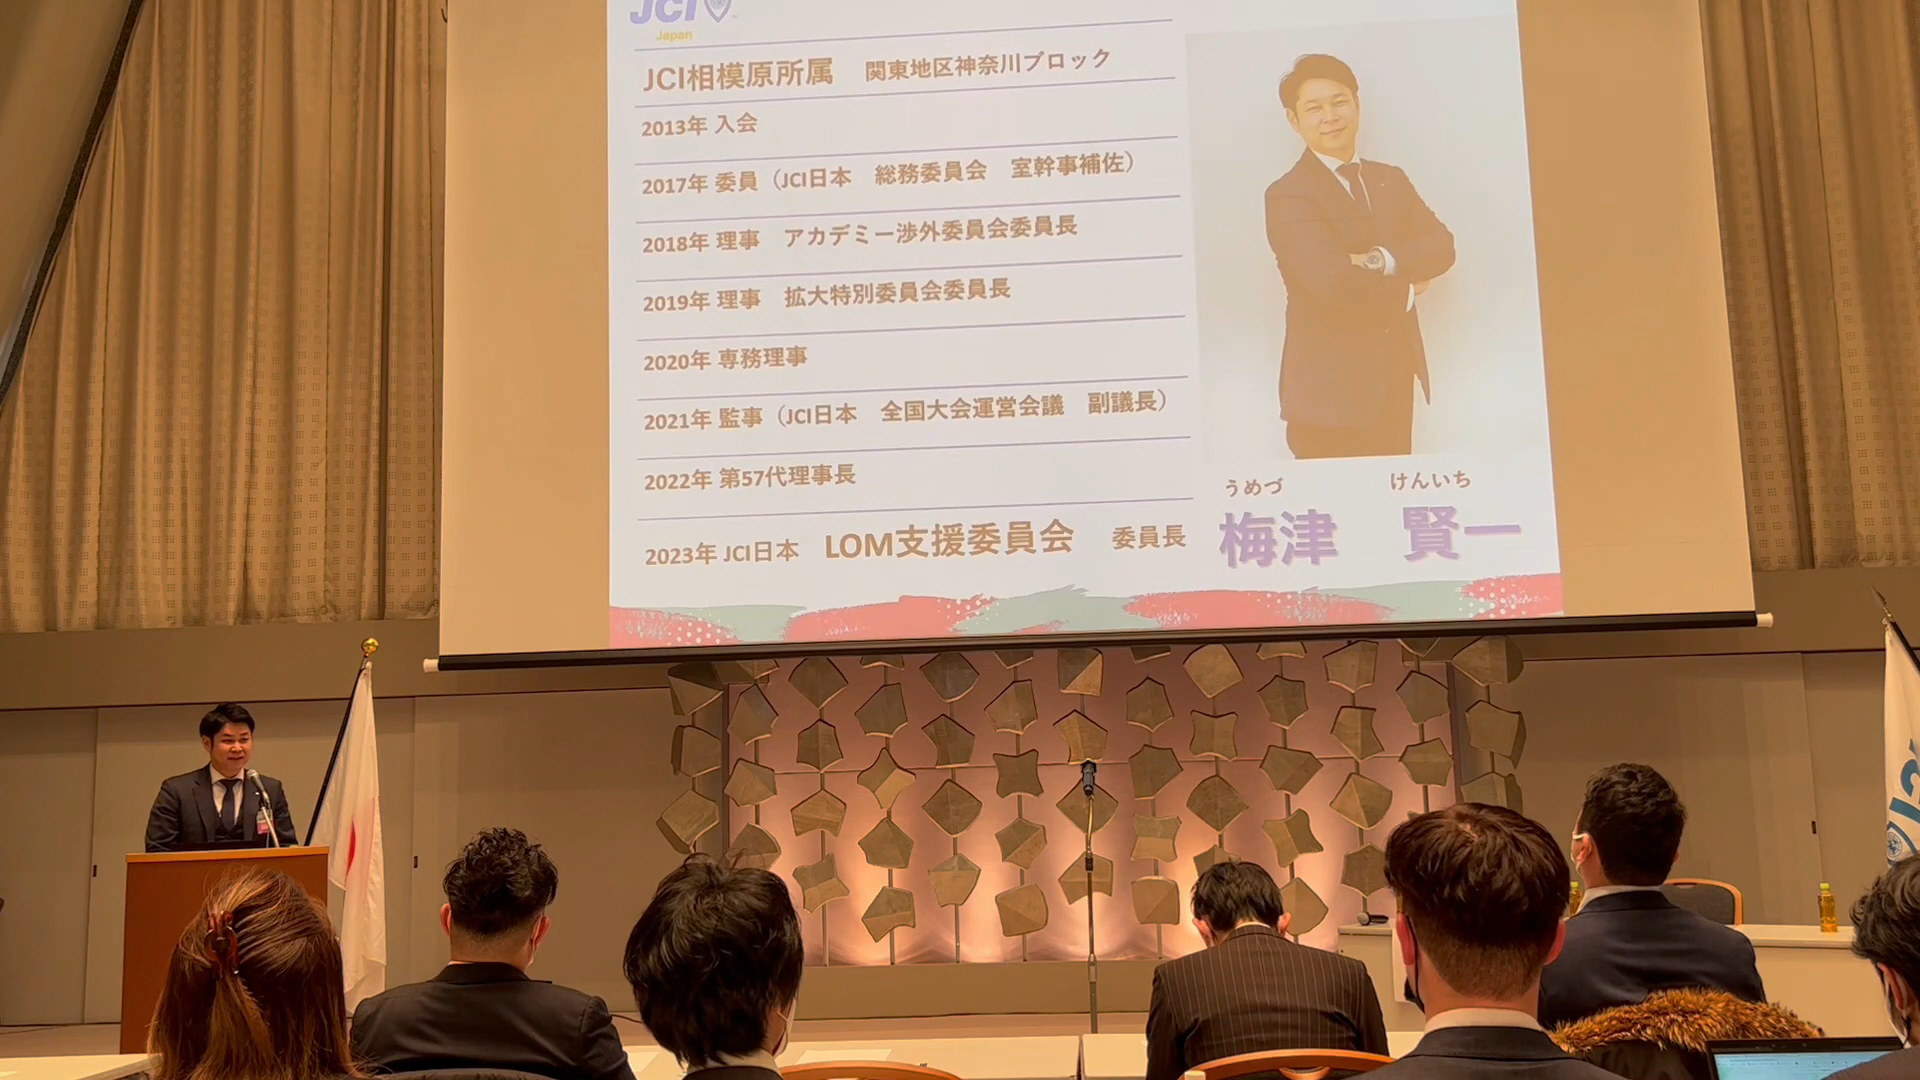 JCI
Japan
JCI相模原所属　関東地区神奈川ブロック
2013年 入会
2017年 委員（JCI日本　総務委員会　室幹事補佐）
2018年 理事　アカデミー渉外委員会委員長
2019年 理事　拡大特別委員会委員長
2020年 専務理事
2021年 監事（JCI日本　全国大会運営会議　副議長）
2022年 第57代理事長
2023年 JCI日本　LOM支援委員会　委員長
うめづ　けんいち
梅津　賢一